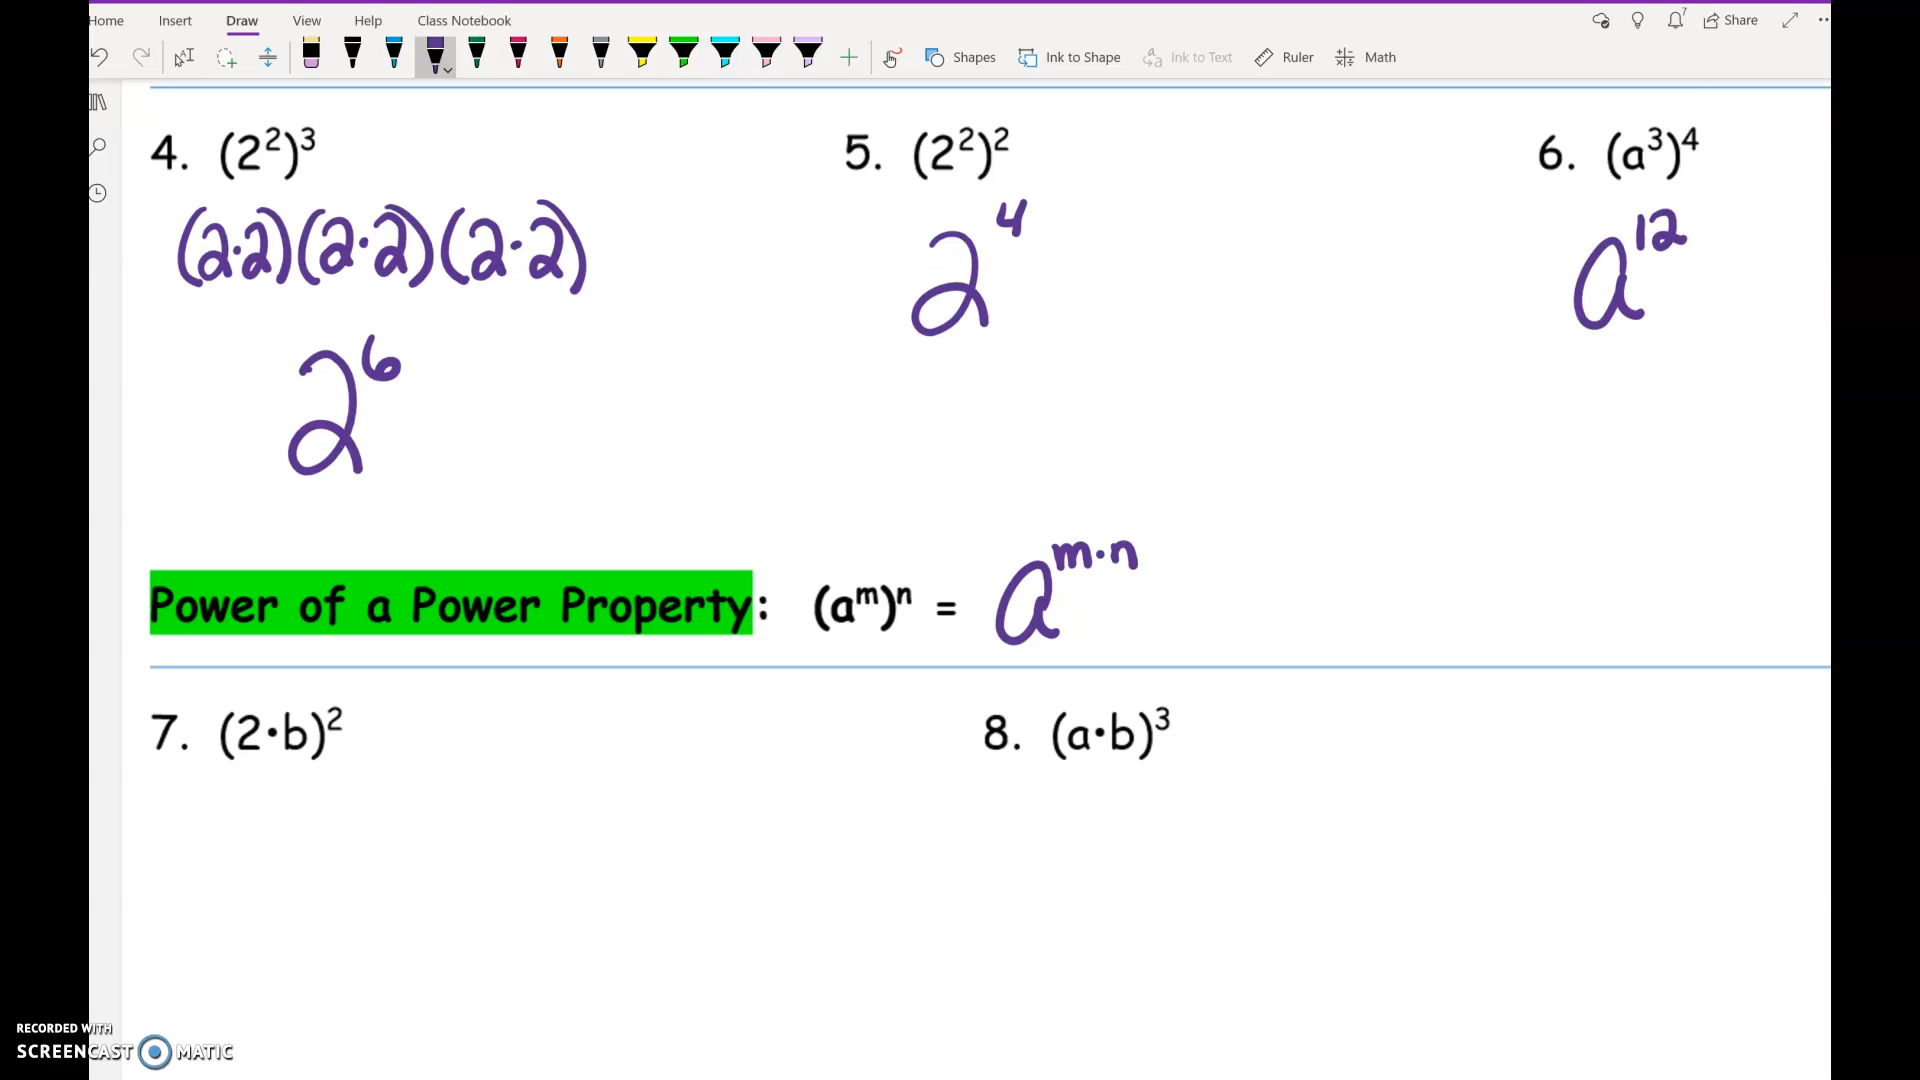 Home Insert Draw View Help Class Notebook 7 Share
Shapes Ink to Shape Ink to Text Ruler Math
4. (2²)³ 5. (2²)² 6. (a³)⁴
(2·2)(2·2)(2·2) 2⁴ a¹²
2⁶
Power of a Power Property: (aᵐ)ⁿ = a^m·n
7. (2•b)² 8. (a•b)³
RECORDED WITH
SCREENCAST MATIC